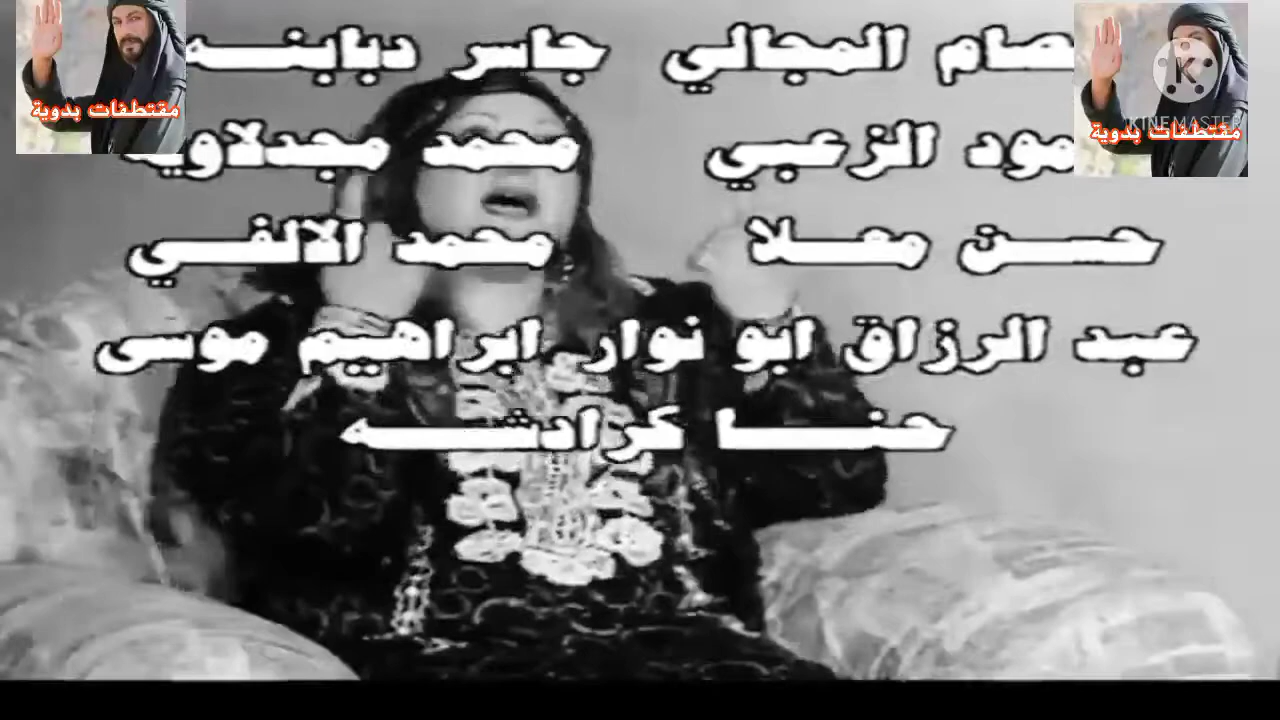 صام المجالي جاسر دبابنه
مود الزعبي محمد مجدلاوي
حسن معلا محمد الالفي
عبد الرزاق ابو نوار ابراهيم موسى
حنا كرادشه
مقتطفات بدوية
مقتطفات بدوية
KINEMASTER